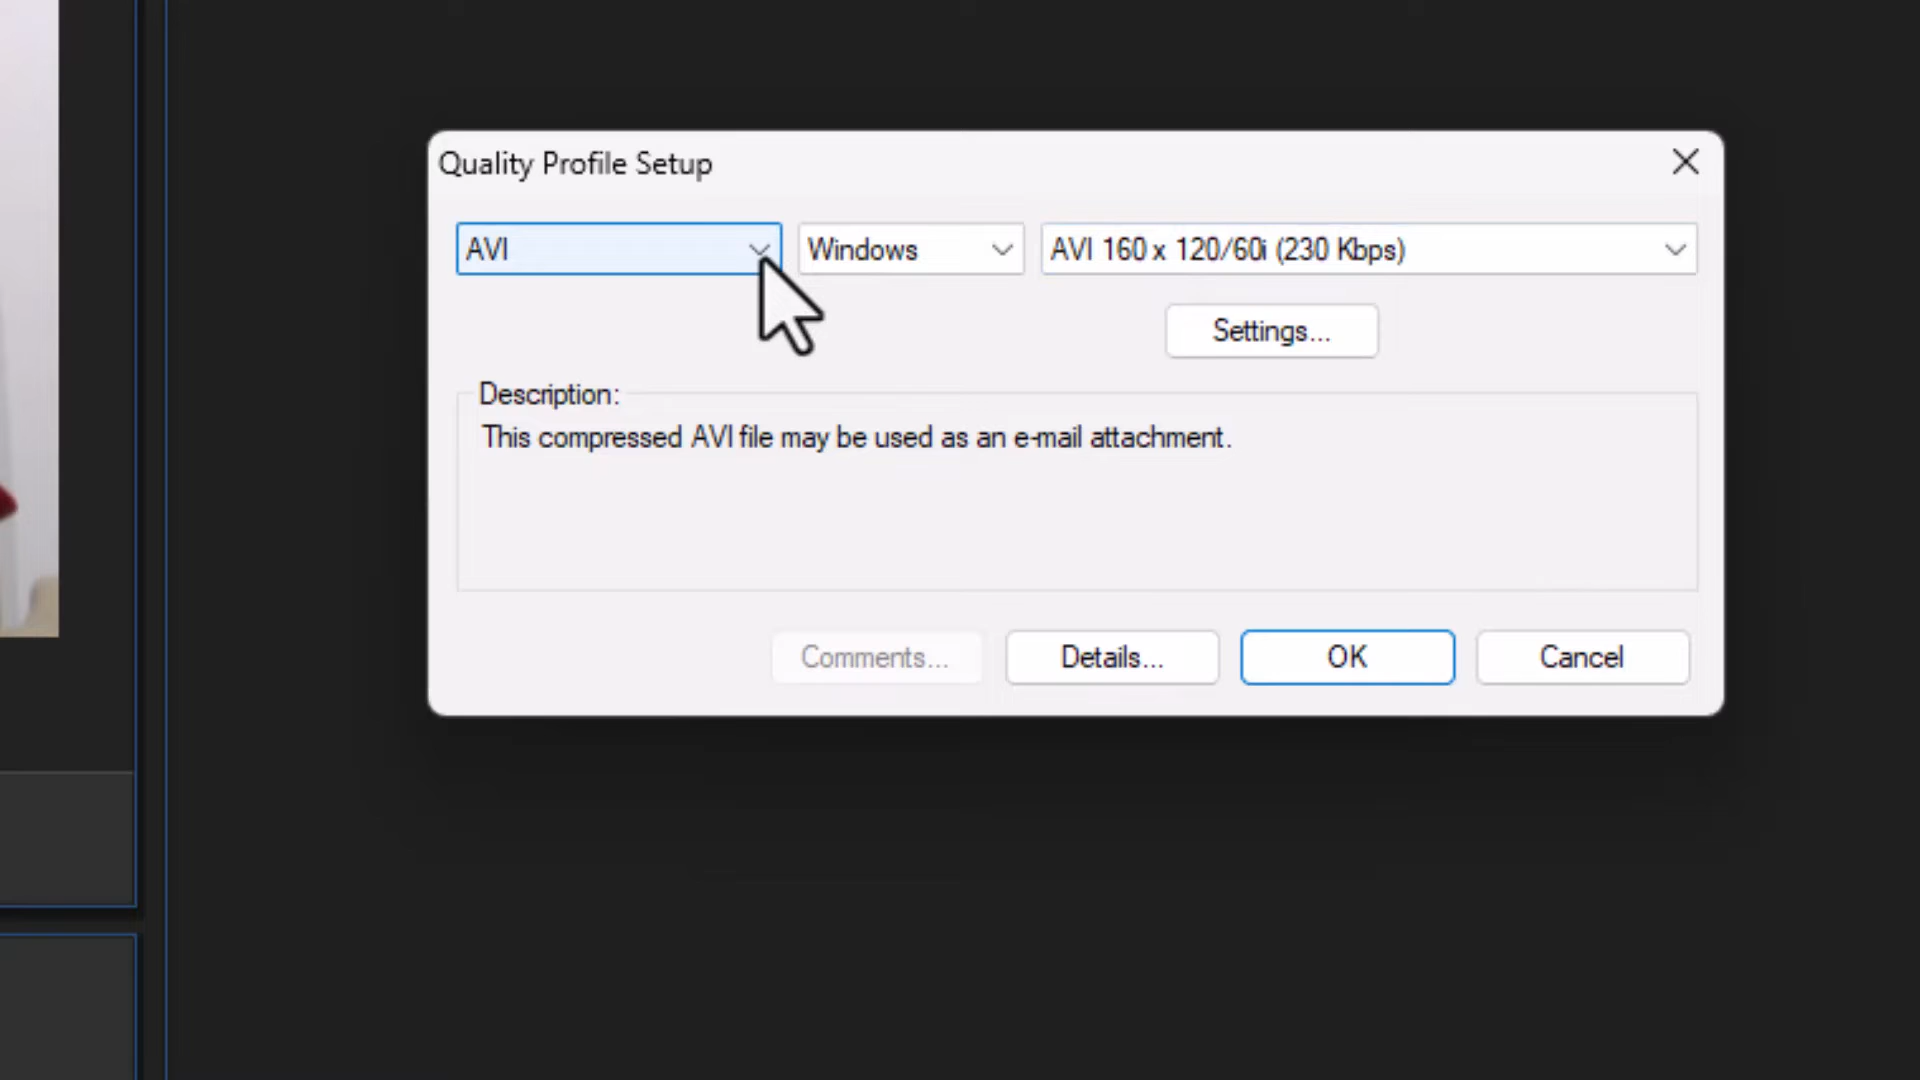 Quality Profile Setup
AVI Windows AVI 160 x 120/60i (230 Kbps)
Settings...
Description:
This compressed AVI file may be used as an e-mail attachment.
Comments... Details... OK Cancel